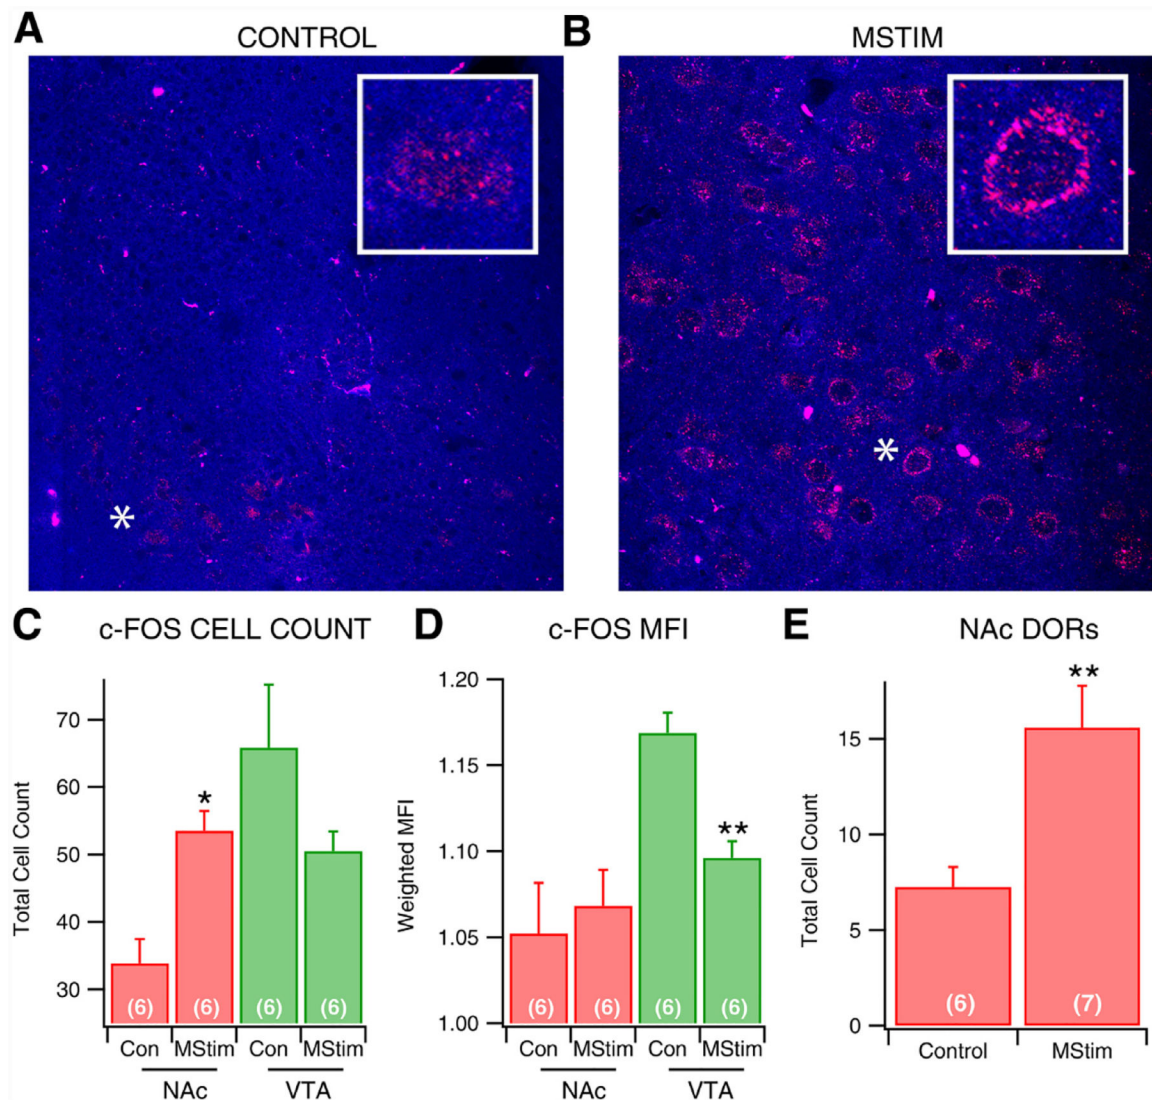 A CONTROL
B MSTIM
*
*
C c-FOS CELL COUNT
Total Cell Count
70
60
50
40
30
*
(6) (6) (6) (6)
Con MStim Con MStim
NAc VTA
D c-FOS MFI
Weighted MFI
1.20
1.15
1.10
1.05
1.00
**
(6) (6) (6) (6)
Con MStim Con MStim
NAc VTA
E NAc DORs
Total Cell Count
15
10
5
0
**
(6) (7)
Control MStim